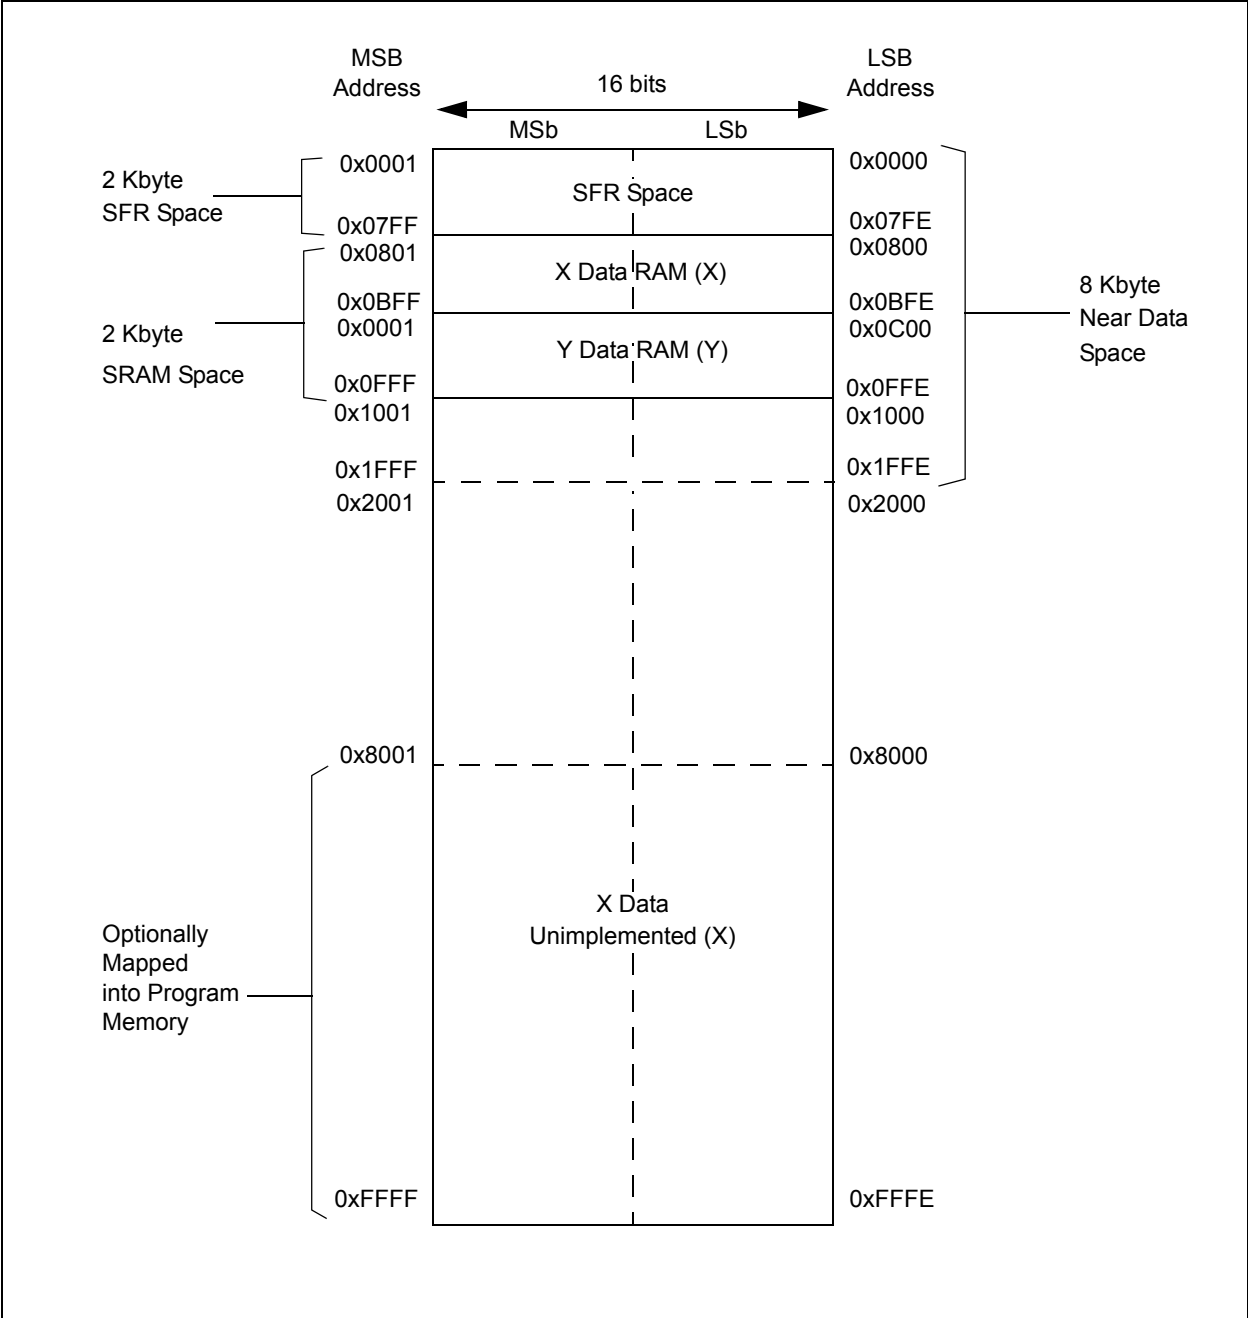 MSB
Address
LSB
Address
16 bits
MSb
LSb
2 Kbyte
SFR Space
0x0001
SFR Space
0x0000
0x07FF
0x07FE
0x0801
0x0800
X Data RAM (X)
0x0BFF
0x0BFE
2 Kbyte
SRAM Space
0x0001
0x0C00
Y Data RAM (Y)
0x0FFF
0x0FFE
0x1001
0x1000
8 Kbyte
Near Data
Space
0x1FFF
0x1FFE
0x2001
0x2000
0x8001
0x8000
X Data
Unimplemented (X)
Optionally
Mapped
into Program
Memory
0xFFFF
0xFFFE